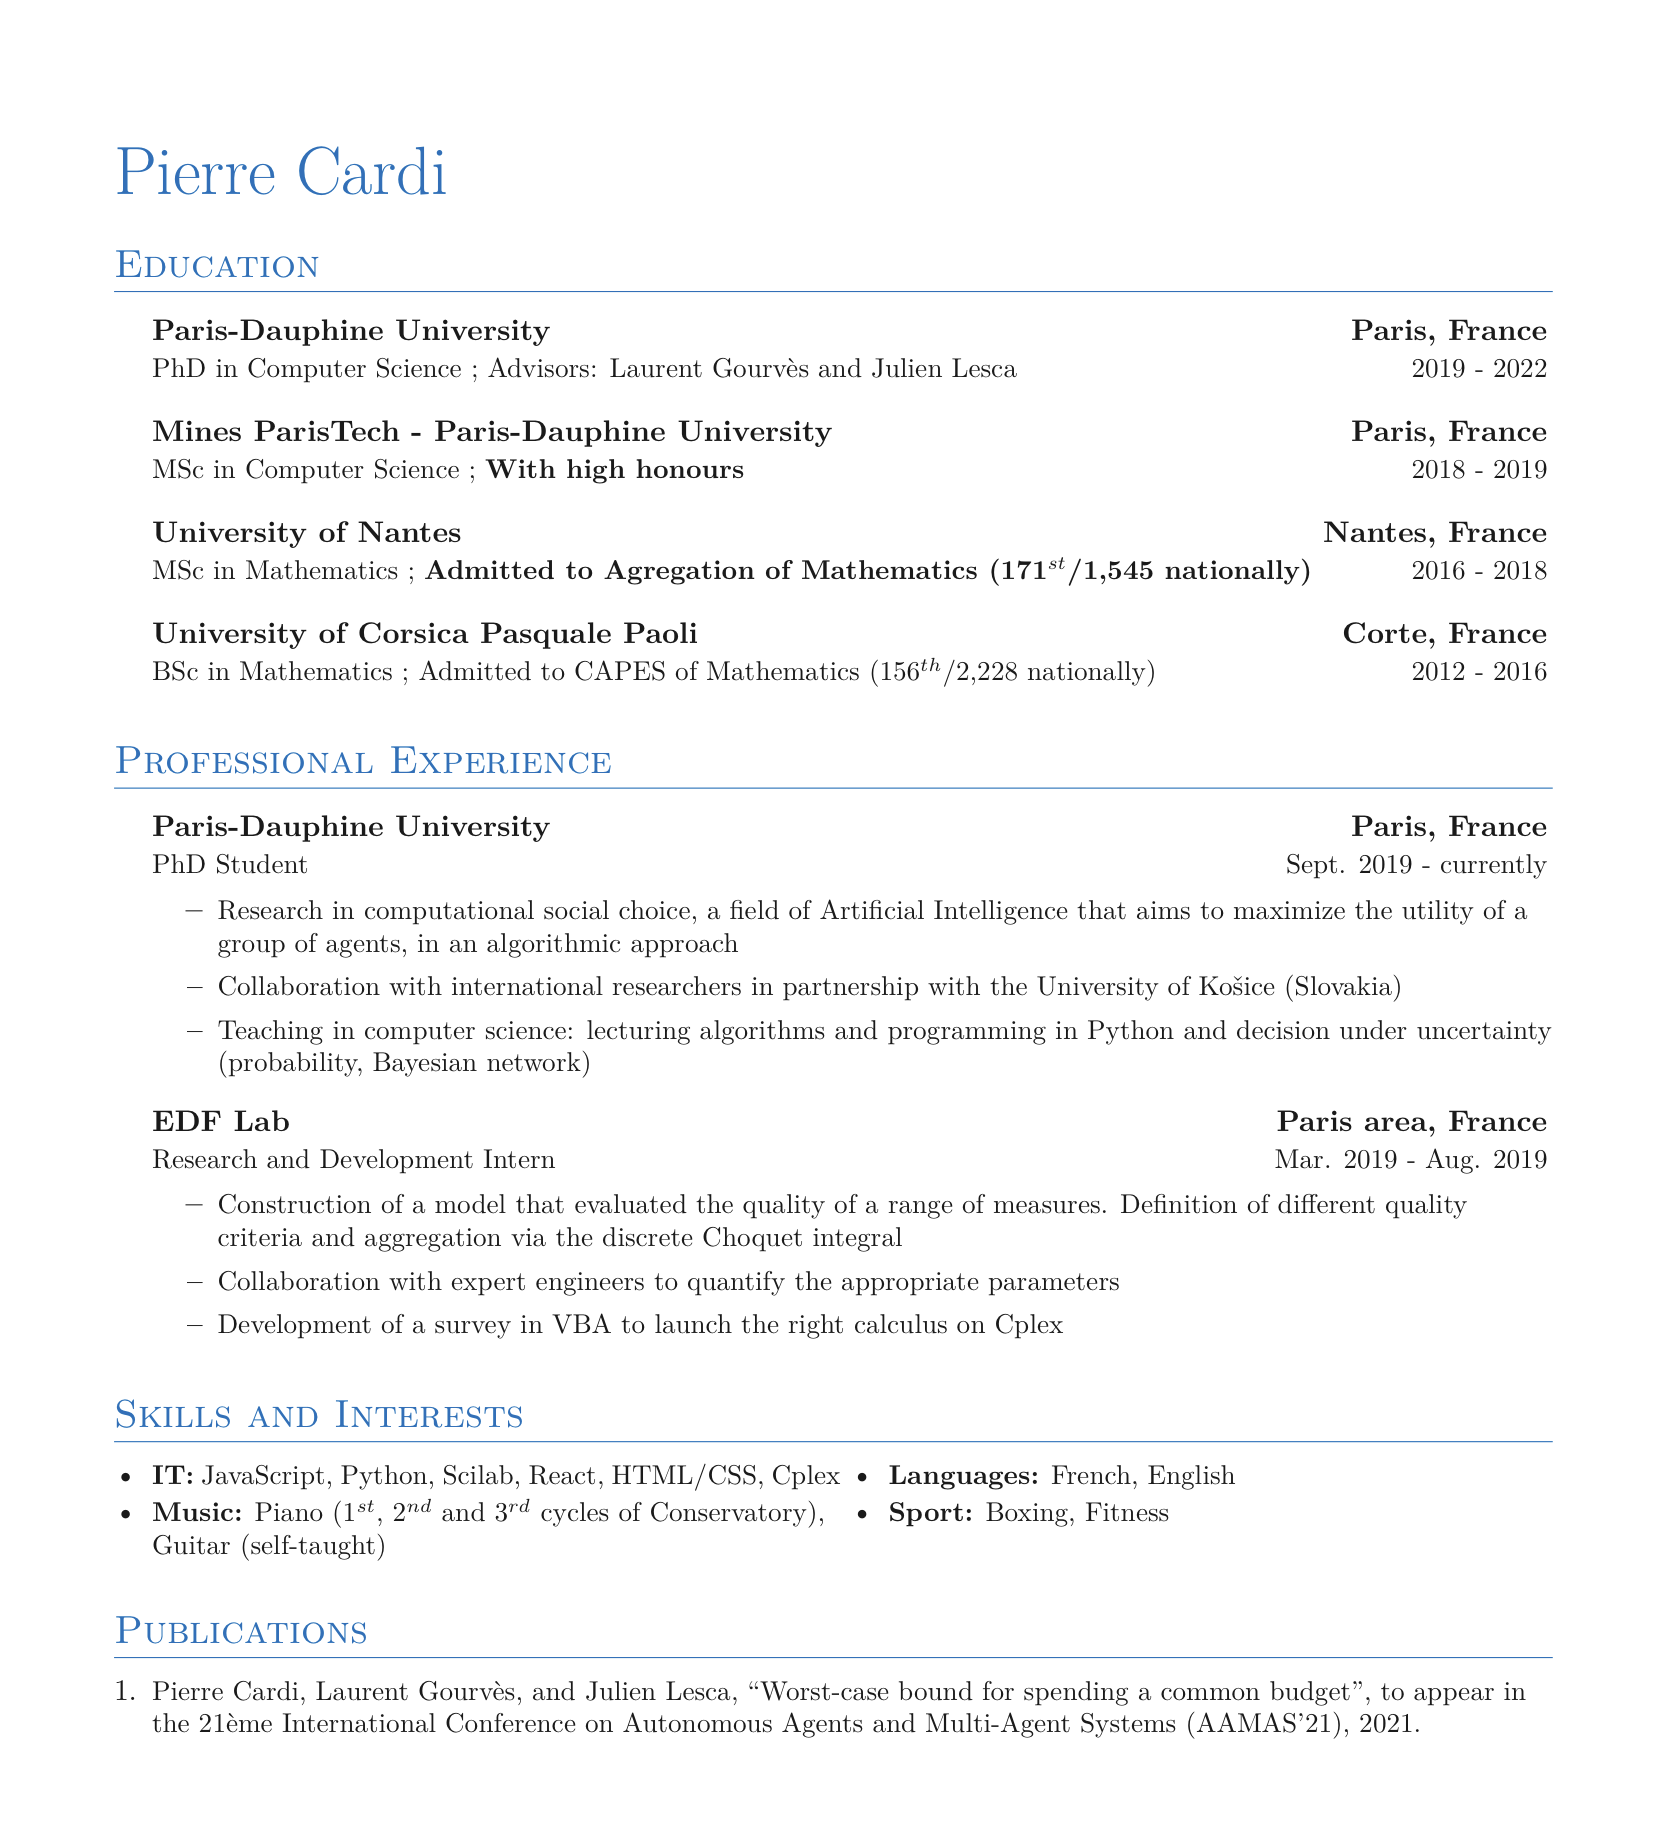 Pierre Cardi
Education
Paris-Dauphine University Paris, France
PhD in Computer Science ; Advisors: Laurent Gourvès and Julien Lesca 2019 - 2022
Mines ParisTech - Paris-Dauphine University Paris, France
MSc in Computer Science ; With high honours 2018 - 2019
University of Nantes Nantes, France
MSc in Mathematics ; Admitted to Agregation of Mathematics (171st/1,545 nationally) 2016 - 2018
University of Corsica Pasquale Paoli Corte, France
BSc in Mathematics ; Admitted to CAPES of Mathematics (156th/2,228 nationally) 2012 - 2016
Professional Experience
Paris-Dauphine University Paris, France
PhD Student Sept. 2019 - currently
– Research in computational social choice, a field of Artificial Intelligence that aims to maximize the utility of a
group of agents, in an algorithmic approach
– Collaboration with international researchers in partnership with the University of Košice (Slovakia)
– Teaching in computer science: lecturing algorithms and programming in Python and decision under uncertainty
(probability, Bayesian network)
EDF Lab Paris area, France
Research and Development Intern Mar. 2019 - Aug. 2019
– Construction of a model that evaluated the quality of a range of measures. Definition of different quality
criteria and aggregation via the discrete Choquet integral
– Collaboration with expert engineers to quantify the appropriate parameters
– Development of a survey in VBA to launch the right calculus on Cplex
Skills and Interests
• IT: JavaScript, Python, Scilab, React, HTML/CSS, Cplex
• Music: Piano (1st, 2nd and 3rd cycles of Conservatory),
Guitar (self-taught)
• Languages: French, English
• Sport: Boxing, Fitness
Publications
1. Pierre Cardi, Laurent Gourvès, and Julien Lesca, “Worst-case bound for spending a common budget”, to appear in
the 21ème International Conference on Autonomous Agents and Multi-Agent Systems (AAMAS’21), 2021.